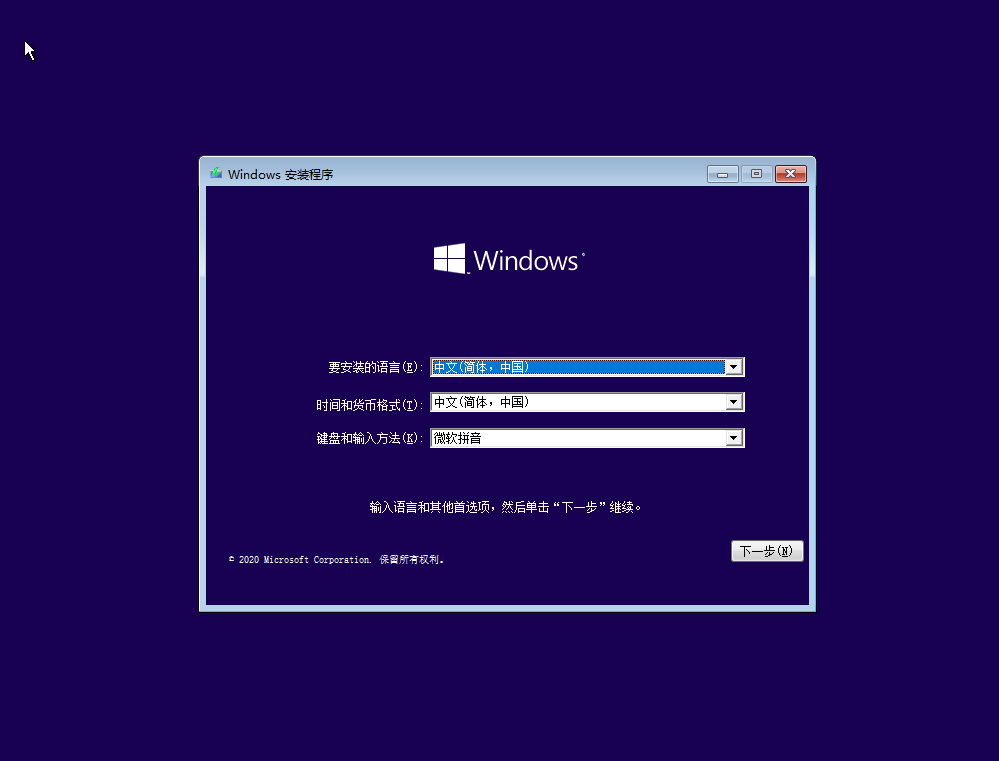 Windows 安装程序
Windows
要安装的语言(E): 中文(简体，中国)
时间和货币格式(T): 中文(简体，中国)
键盘和输入方法(K): 微软拼音
输入语言和其他首选项，然后单击“下一步”继续。
© 2020 Microsoft Corporation. 保留所有权利。
下一步(N)